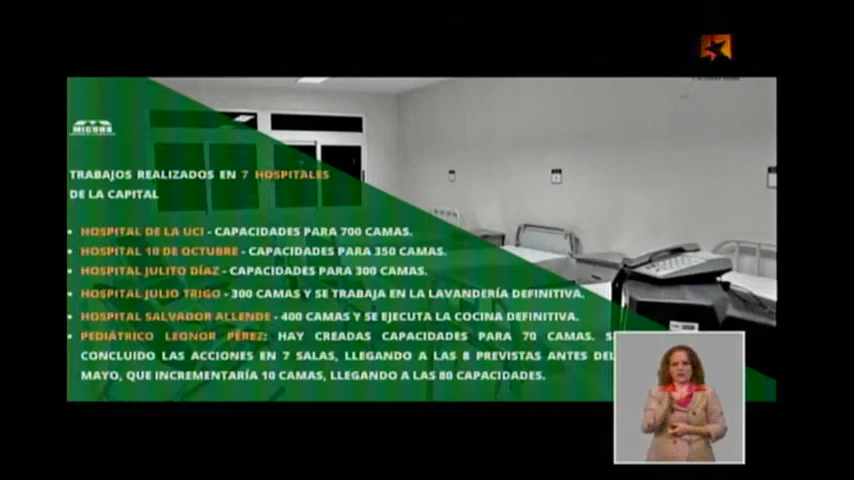 MICONS
TRABAJOS REALIZADOS EN 7 HOSPITALES
DE LA CAPITAL
• HOSPITAL DE LA UCI - CAPACIDADES PARA 700 CAMAS.
• HOSPITAL 10 DE OCTUBRE - CAPACIDADES PARA 350 CAMAS.
• HOSPITAL JULITO DÍAZ - CAPACIDADES PARA 300 CAMAS.
• HOSPITAL JULIO TRIGO - 300 CAMAS Y SE TRABAJA EN LA LAVANDERÍA DEFINITIVA.
• HOSPITAL SALVADOR ALLENDE - 400 CAMAS Y SE EJECUTA LA COCINA DEFINITIVA.
• PEDIÁTRICO LEONOR PÉREZ: HAY CREADAS CAPACIDADES PARA 70 CAMAS. S
CONCLUIDO LAS ACCIONES EN 7 SALAS, LLEGANDO A LAS 8 PREVISTAS ANTES DEL
MAYO, QUE INCREMENTARÍA 10 CAMAS, LLEGANDO A LAS 80 CAPACIDADES.